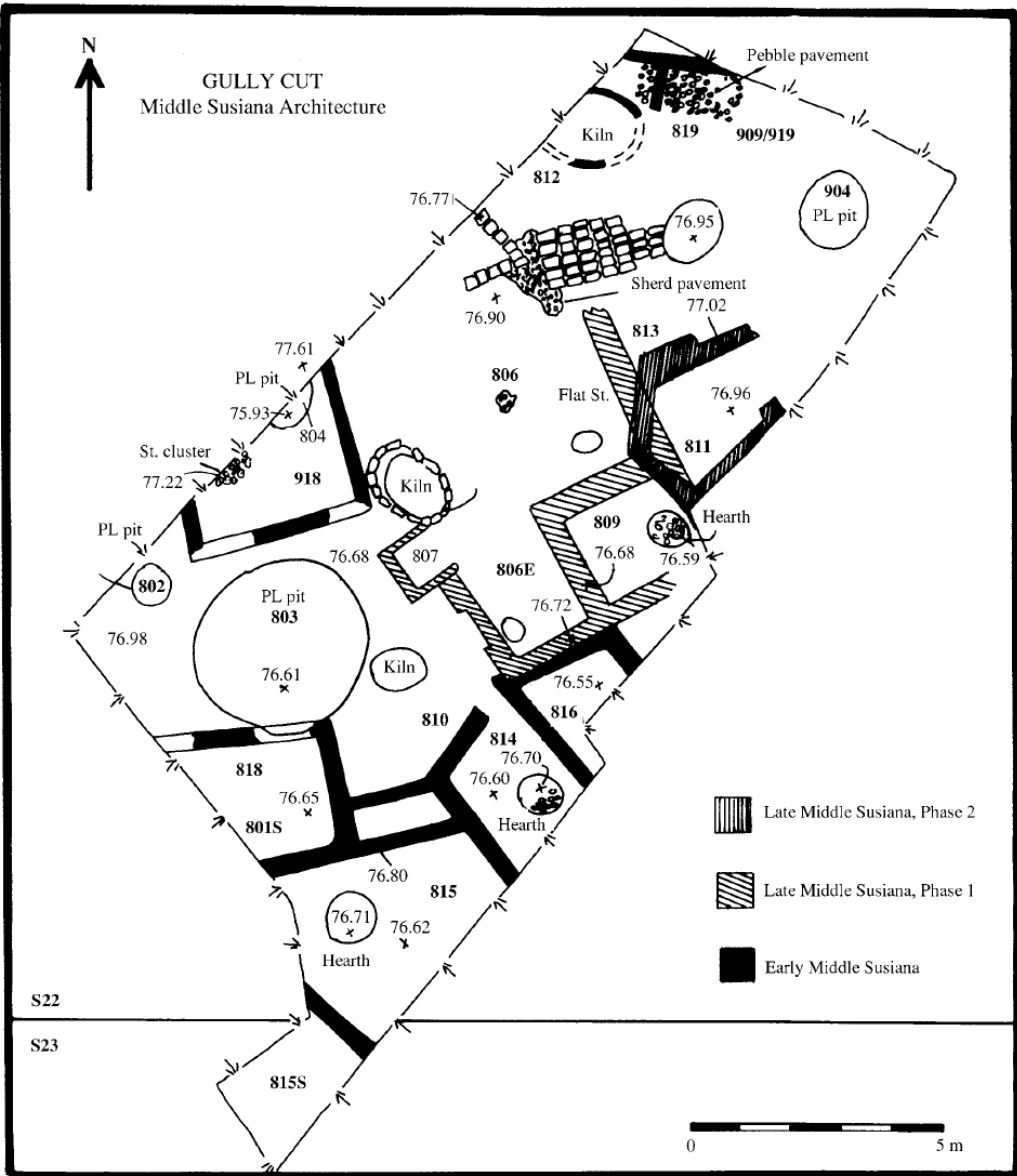 N
GULLY CUT
Middle Susiana Architecture
Pebble pavement
Kiln
819
909/919
812
904
PL pit
76.77
76.95
Sherd pavement
76.90
77.02
813
77.61
PL pit
806
Flat St.
76.96
75.93
804
811
St. cluster
77.22
918
Kiln
PL pit
809
Hearth
76.68
807
76.68
76.59
806E
802
PL pit
803
76.72
76.98
Kiln
76.61
76.55
816
810
814
818
76.70
76.60
76.65
Hearth
801S
Late Middle Susiana, Phase 2
76.80
815
Late Middle Susiana, Phase 1
76.71
76.62
Hearth
Early Middle Susiana
S22
S23
815S
0
5 m